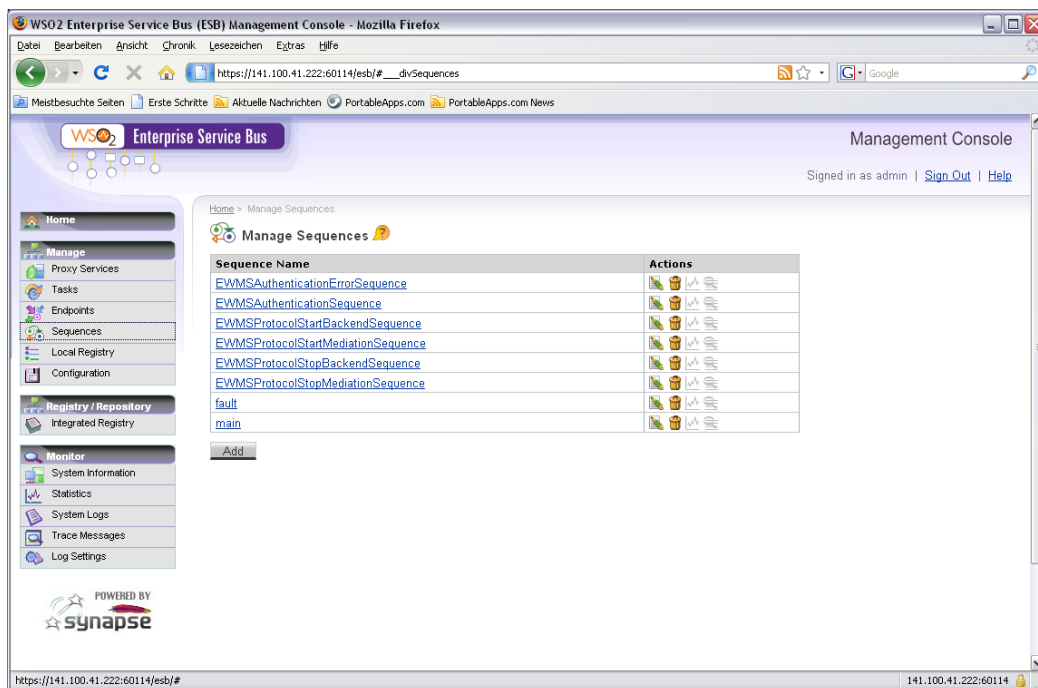 WSO2 Enterprise Service Bus (ESB) Management Console - Mozilla Firefox
Datei Bearbeiten Ansicht Chronik Lesezeichen Extras Hilfe
https://141.100.41.222:60114/esb/#___divSequences
G Google
Meistbesuchte Seiten Erste Schritte Aktuelle Nachrichten PortableApps.com PortableApps.com News
WSO2 Enterprise Service Bus
Management Console
Signed in as admin | Sign Out | Help
Home > Manage Sequences
Manage Sequences ?
Home
Manage
Proxy Services
Tasks
Endpoints
Sequences
Local Registry
Configuration
Registry / Repository
Integrated Registry
Monitor
System Information
Statistics
System Logs
Trace Messages
Log Settings
POWERED BY
synapse
Sequence Name Actions
EWMSAuthenticationErrorSequence
EWMSAuthenticationSequence
EWMSProtocolStartBackendSequence
EWMSProtocolStartMediationSequence
EWMSProtocolStopBackendSequence
EWMSProtocolStopMediationSequence
fault
main
Add
https://141.100.41.222:60114/esb/# 141.100.41.222:60114